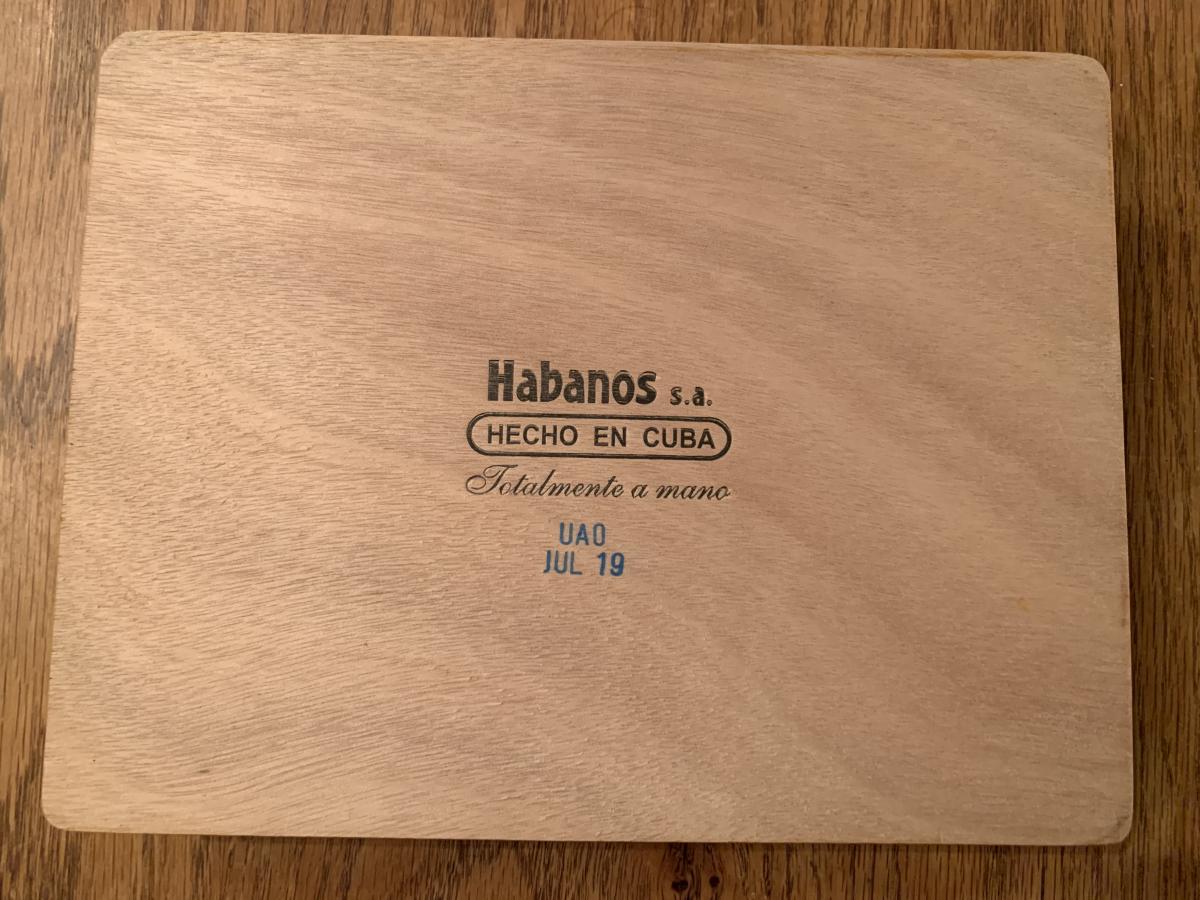 Habanos s.a.
HECHO EN CUBA
Totalmente a mano
UAO
JUL 19